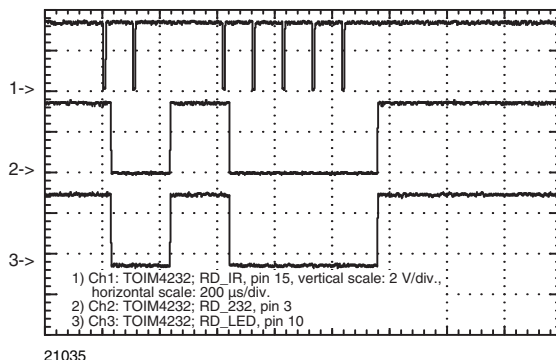 1->
2->
3->
1) Ch1: TOIM4232; RD_IR, pin 15, vertical scale: 2 V/div.,
horizontal scale: 200 μs/div.
2) Ch2: TOIM4232; RD_232, pin 3
3) Ch3: TOIM4232; RD_LED, pin 10
21035